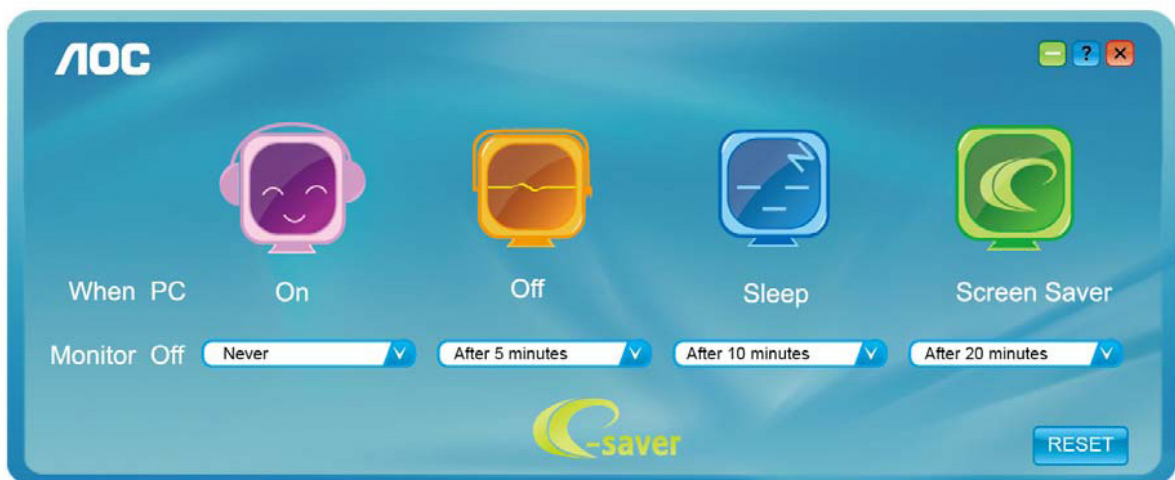 AOC
?
When PC On Off Sleep Screen Saver
Monitor Off Never After 5 minutes After 10 minutes After 20 minutes
e-saver
RESET